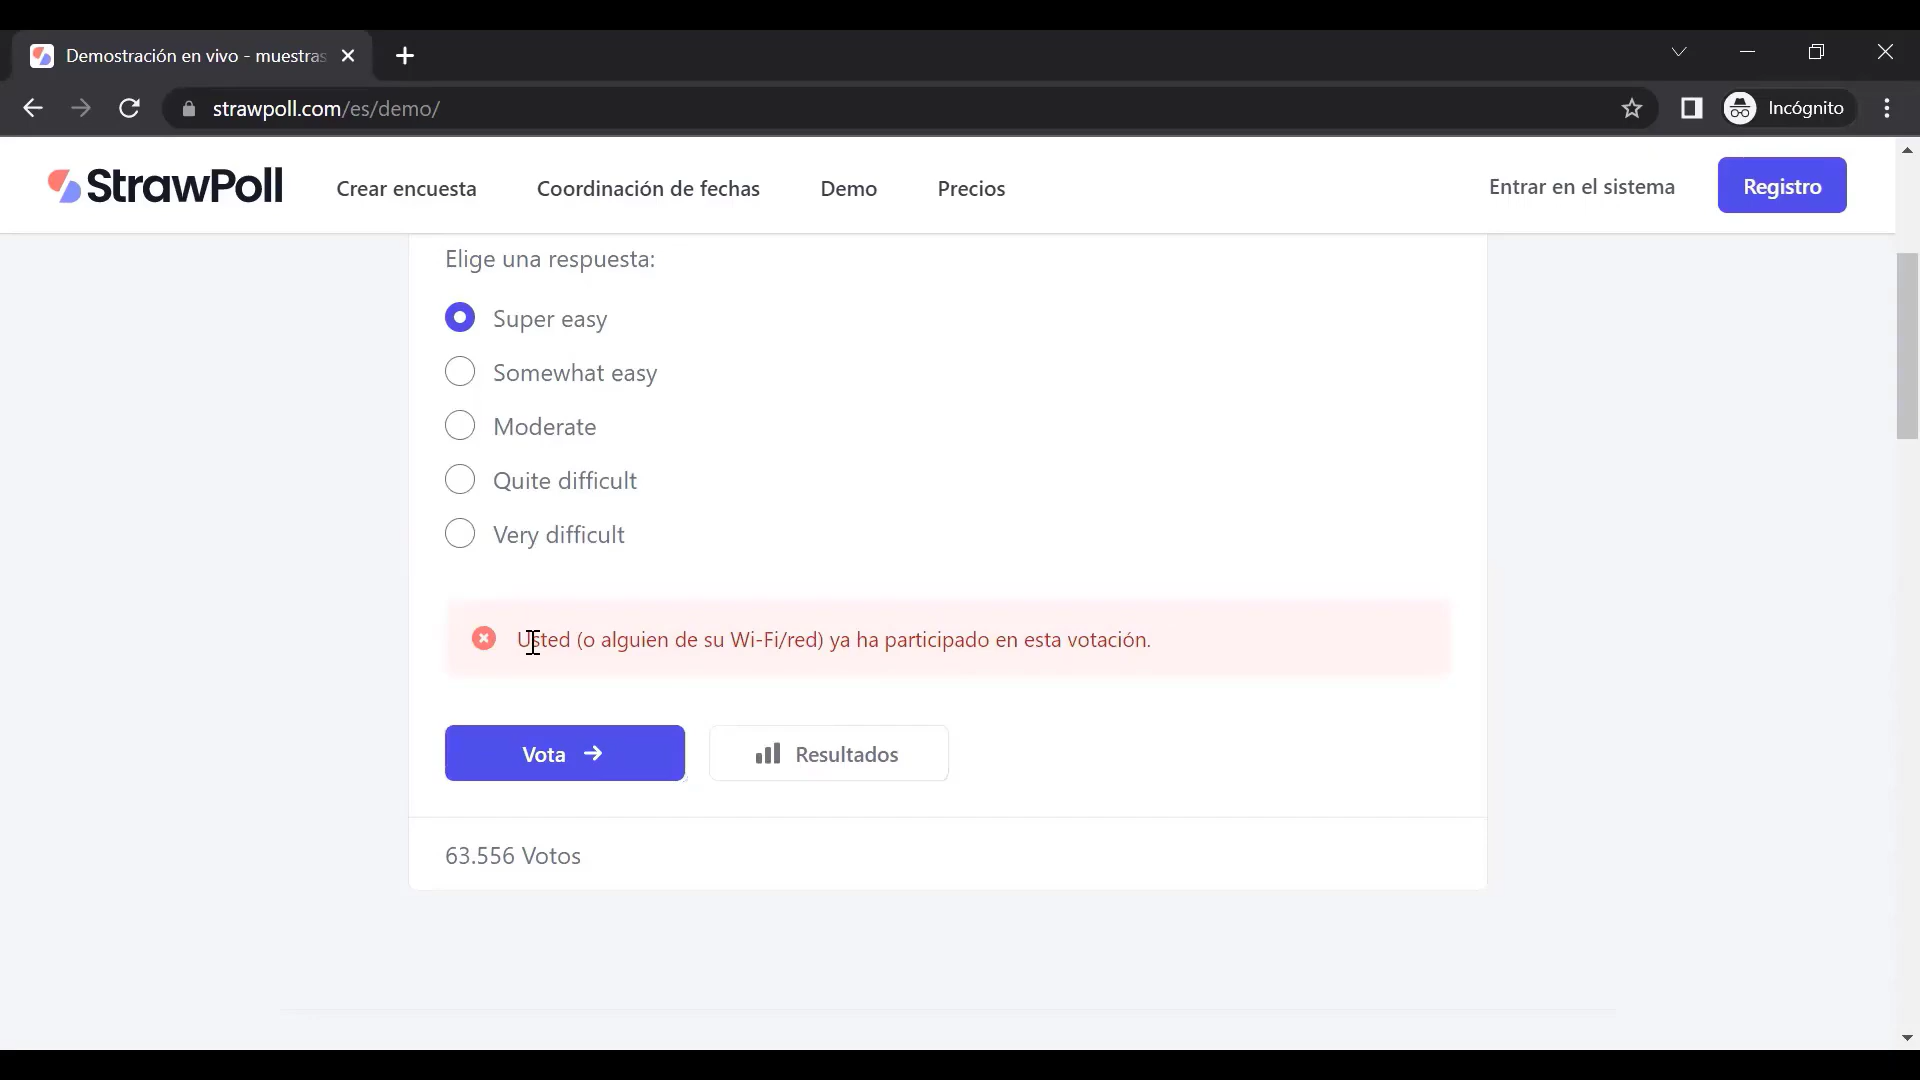 Demostración en vivo - muestras
strawpoll.com/es/demo/
Incógnito
StrawPoll
Crear encuesta
Coordinación de fechas
Demo
Precios
Entrar en el sistema
Registro
Elige una respuesta:
Super easy
Somewhat easy
Moderate
Quite difficult
Very difficult
Usted (o alguien de su Wi-Fi/red) ya ha participado en esta votación.
Vota
Resultados
63.556 Votos